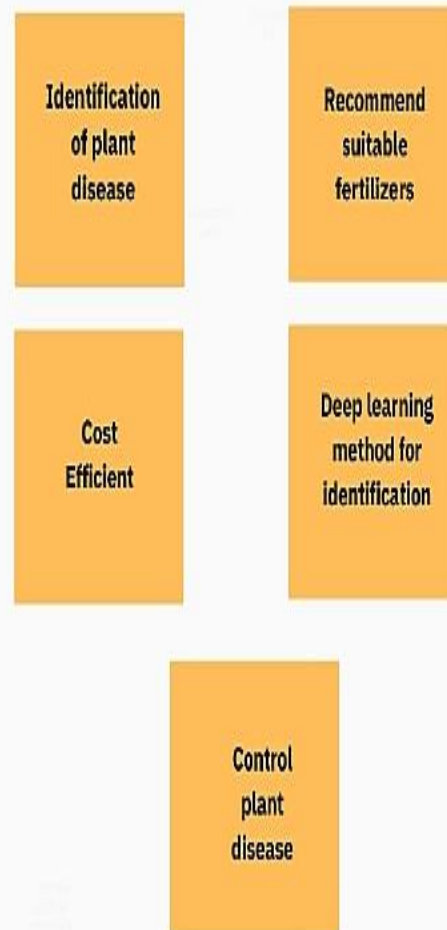 Identification
of plant
disease
Recommend
suitable
fertilizers
Cost
Efficient
Deep learning
method for
identification
Control
plant
disease